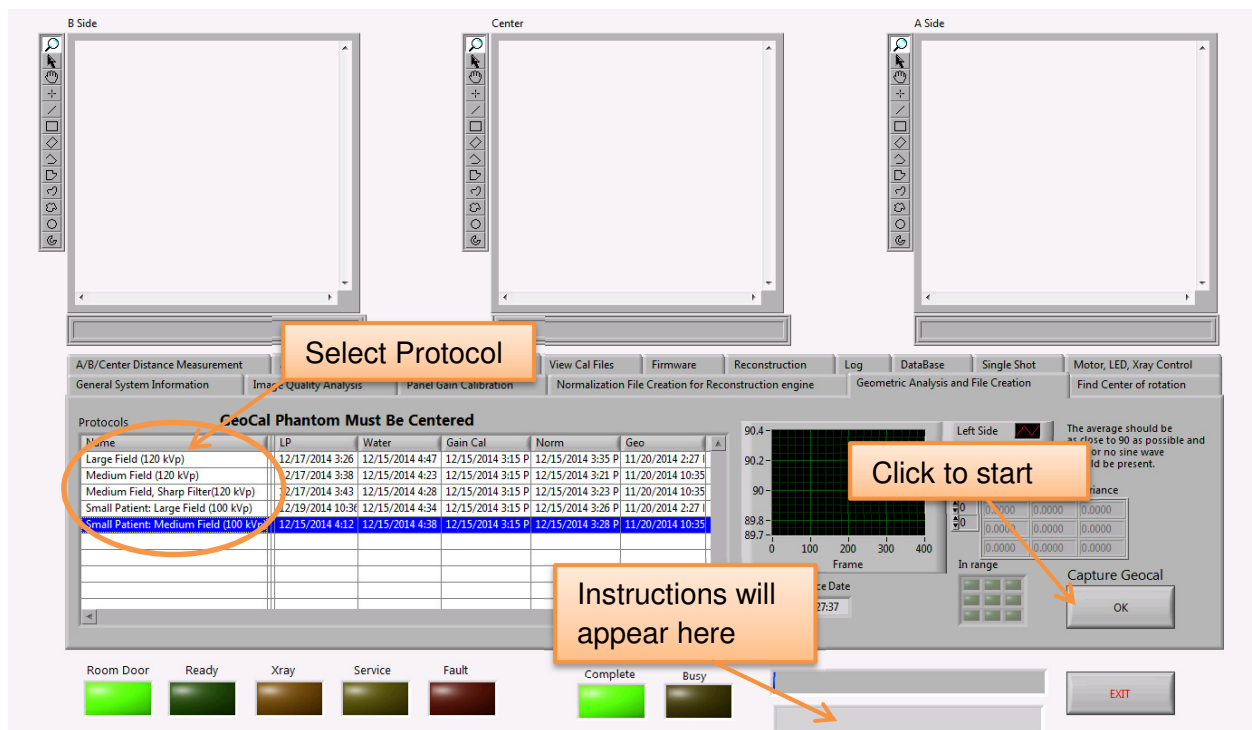 B Side
Center
A Side
Select Protocol
A/B/Center Distance Measurement
View Cal Files
Firmware
Reconstruction
Log
DataBase
Single Shot
Motor, LED, Xray Control
General System Information
Image Quality Analysis
Panel Gain Calibration
Normalization File Creation for Reconstruction engine
Geometric Analysis and File Creation
Find Center of rotation
Protocols
GeoCal Phantom Must Be Centered
Name LP Water Gain Cal Norm Geo
Large Field (120 kVp) 12/17/2014 3:26 12/15/2014 4:47 12/15/2014 3:15 P 12/15/2014 3:35 P 11/20/2014 2:27
Medium Field (120 kVp) 12/17/2014 3:38 12/15/2014 4:23 12/15/2014 3:15 P 12/15/2014 3:21 P 11/20/2014 10:35
Medium Field, Sharp Filter(120 kVp) 12/17/2014 3:43 12/15/2014 4:28 12/15/2014 3:15 P 12/15/2014 3:23 P 11/20/2014 10:35
Small Patient: Large Field (100 kVp) 12/19/2014 10:36 12/15/2014 4:34 12/15/2014 3:15 P 12/15/2014 3:26 P 11/20/2014 2:27
Small Patient: Medium Field (100 kVp) 12/15/2014 4:12 12/15/2014 4:38 12/15/2014 3:15 P 12/15/2014 3:28 P 11/20/2014 10:35
90.4
90.2
90
89.8
89.7
0 100 200 300 400
Frame
Left Side
The average should be
as close to 90 as possible and
or no sine wave
be present.
Click to start
0 0.0000 0.0000 0.0000
0 0.0000 0.0000 0.0000
0.0000 0.0000 0.0000
Date
27:37
In range
Capture Geocal
OK
Instructions will
appear here
Room Door
Ready
Xray
Service
Fault
Complete
Busy
EXIT